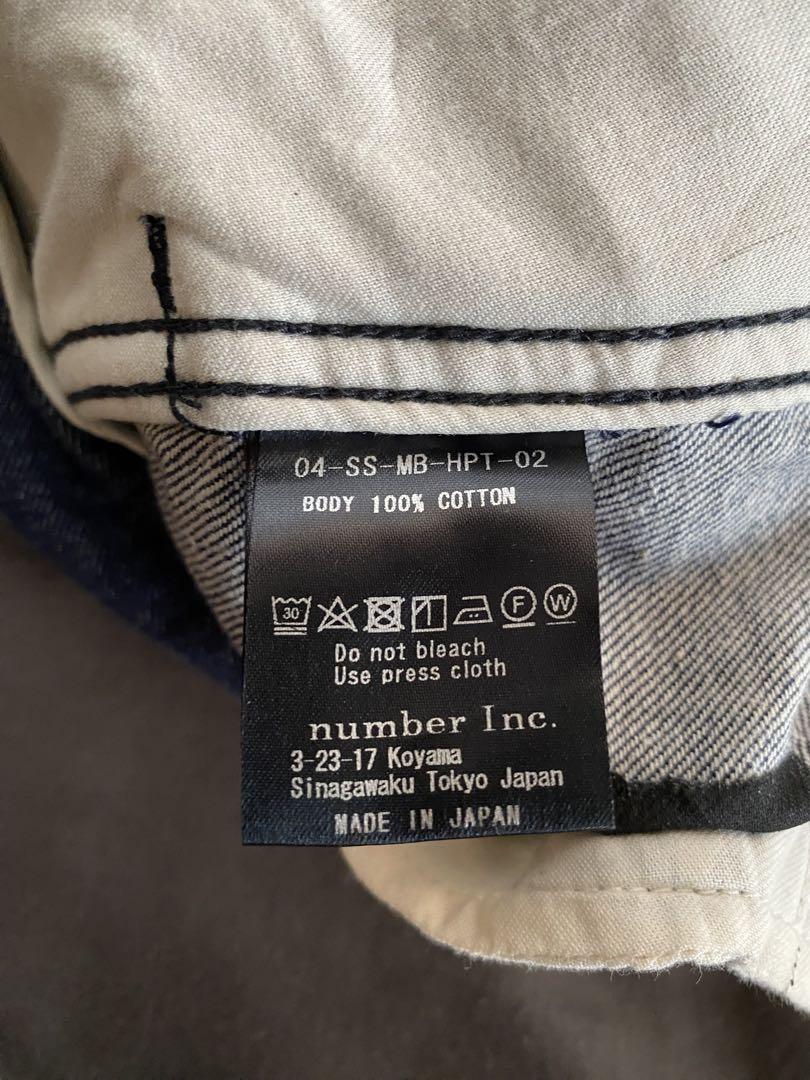 04-SS-MB-HPT-02
BODY 100% COTTON
30 F W
Do not bleach
Use press cloth
number Inc.
3-23-17 Koyama
Sinagawaku Tokyo Japan
MADE IN JAPAN